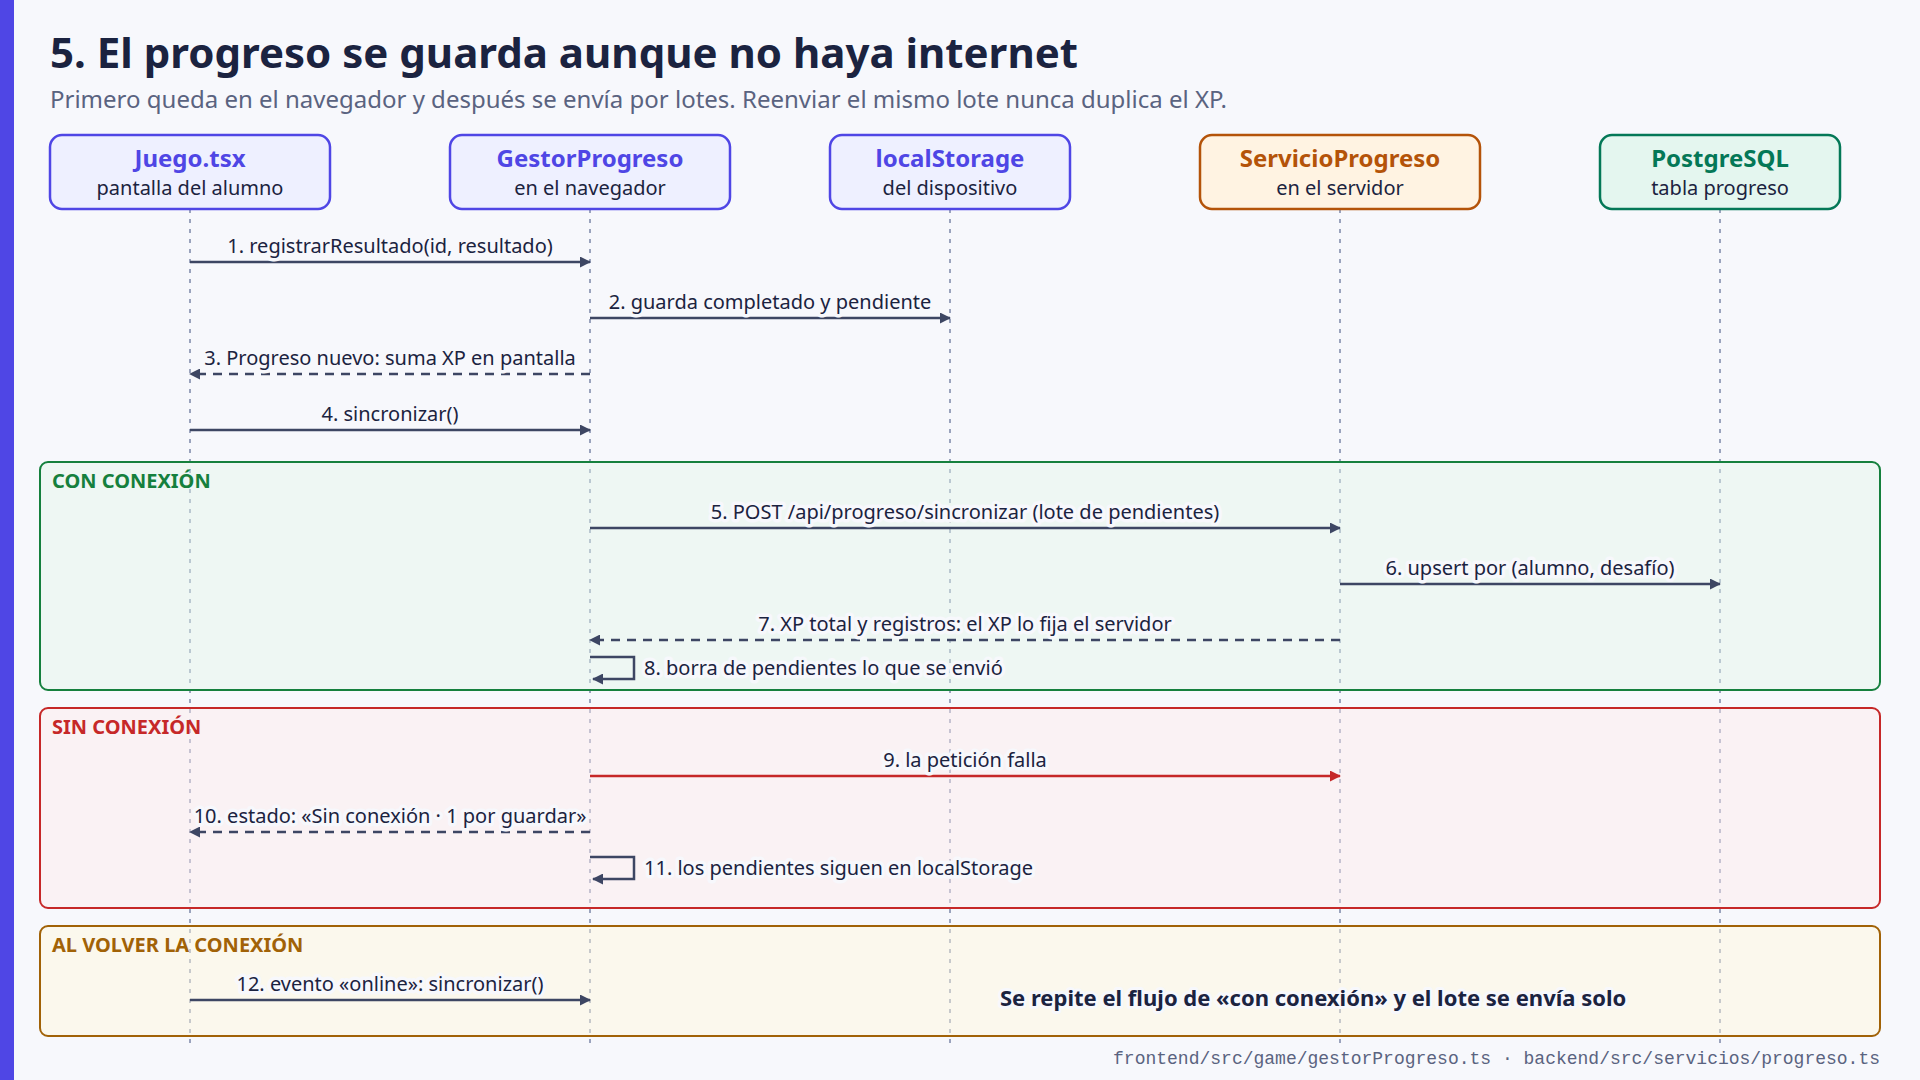 5. El progreso se guarda aunque no haya internet
Primero queda en el navegador y después se envía por lotes. Reenviar el mismo lote nunca duplica el XP.
Juego.tsx
pantalla del alumno
GestorProgreso
en el navegador
localStorage
del dispositivo
ServicioProgreso
en el servidor
PostgreSQL
tabla progreso
1. registrarResultado(id, resultado)
2. guarda completado y pendiente
3. Progreso nuevo: suma XP en pantalla
4. sincronizar()
CON CONEXIÓN
5. POST /api/progreso/sincronizar (lote de pendientes)
6. upsert por (alumno, desafío)
7. XP total y registros: el XP lo fija el servidor
8. borra de pendientes lo que se envió
SIN CONEXIÓN
9. la petición falla
10. estado: «Sin conexión · 1 por guardar»
11. los pendientes siguen en localStorage
AL VOLVER LA CONEXIÓN
12. evento «online»: sincronizar()
Se repite el flujo de «con conexión» y el lote se envía solo
frontend/src/game/gestorProgreso.ts · backend/src/servicios/progreso.ts